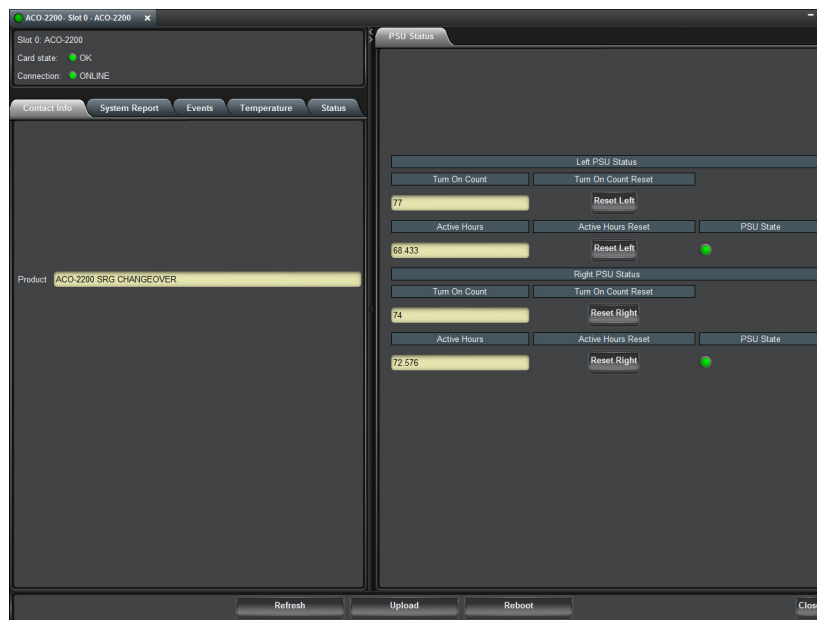 ACO-2200- Slot 0 - ACO-2200 x
Slot 0: ACO-2200
Card state: OK
Connection: ONLINE
Contact Info System Report Events Temperature Status
Product ACO-2200 SRG CHANGEOVER
PSU Status
Left PSU Status
Turn On Count Turn On Count Reset
77 Reset Left
Active Hours Active Hours Reset PSU State
68.433 Reset Left
Right PSU Status
Turn On Count Turn On Count Reset
74 Reset Right
Active Hours Active Hours Reset PSU State
72.576 Reset Right
Refresh Upload Reboot Clos